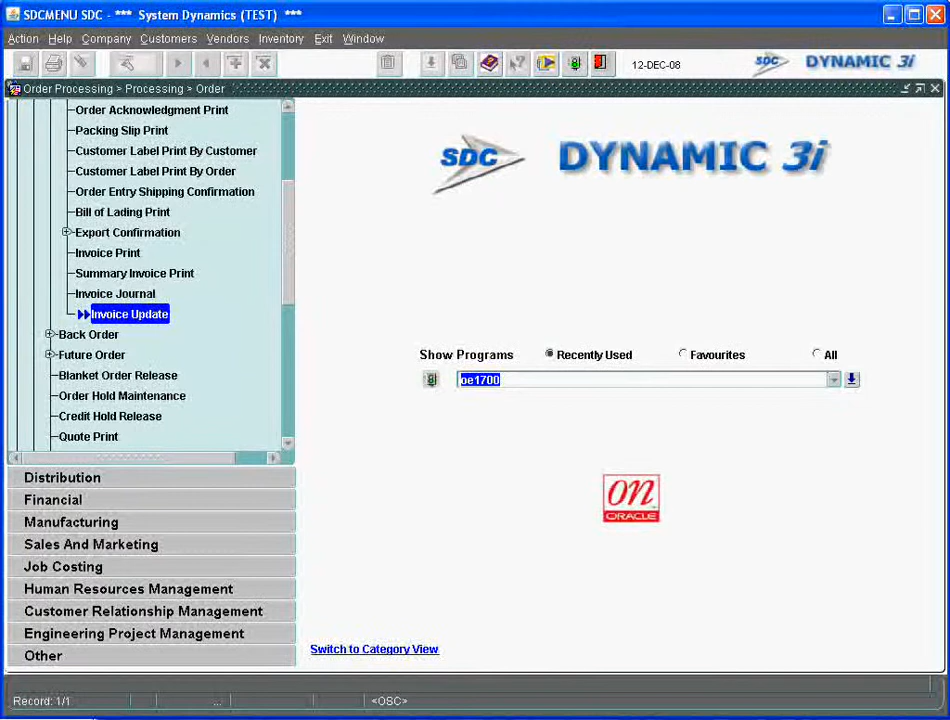 SDCMENU SDC - *** System Dynamics (TEST) ***
Action Help Company Customers Vendors Inventory Exit Window
12-DEC-08 SDC DYNAMIC 3i
Order Processing > Processing > Order
Order Acknowledgment Print
Packing Slip Print
Customer Label Print By Customer
Customer Label Print By Order
Order Entry Shipping Confirmation
Bill of Lading Print
Export Confirmation
Invoice Print
Summary Invoice Print
Invoice Journal
Invoice Update
Back Order
Future Order
Blanket Order Release
Order Hold Maintenance
Credit Hold Release
Quote Print
Distribution
Financial
Manufacturing
Sales And Marketing
Job Costing
Human Resources Management
Customer Relationship Management
Engineering Project Management
Other
SDC DYNAMIC 3i
Show Programs Recently Used Favourites All
oe1700
on
ORACLE
Switch to Category View
Record: 1/1 ... <OSC>